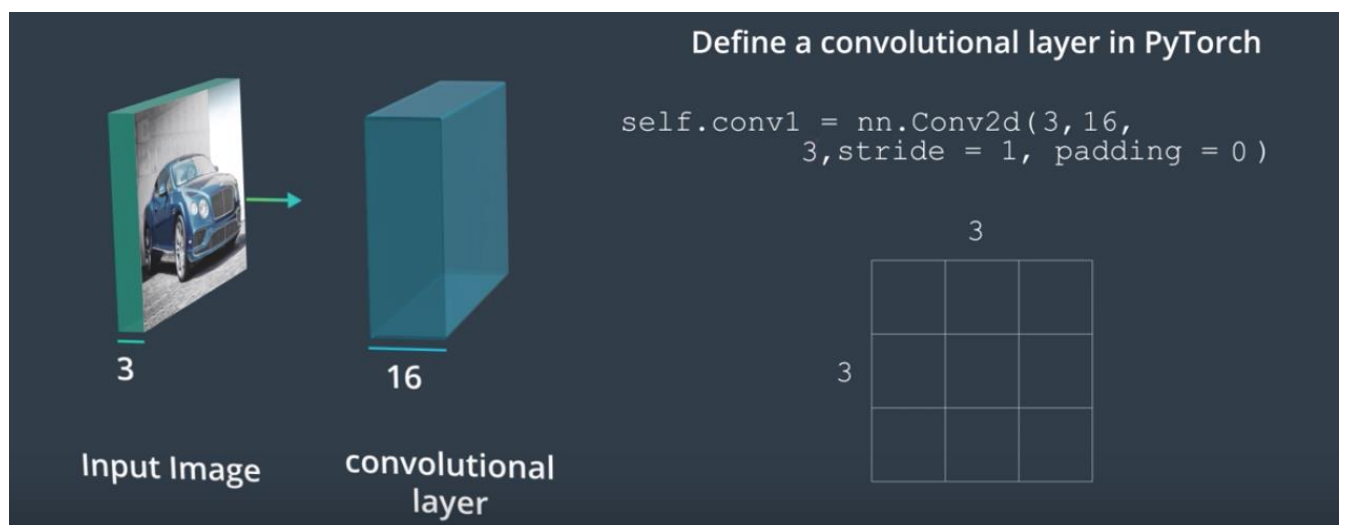 Define a convolutional layer in PyTorch
self.conv1 = nn.Conv2d(3, 16,
3, stride = 1, padding = 0 )
3
3
3
16
Input Image
convolutional
layer